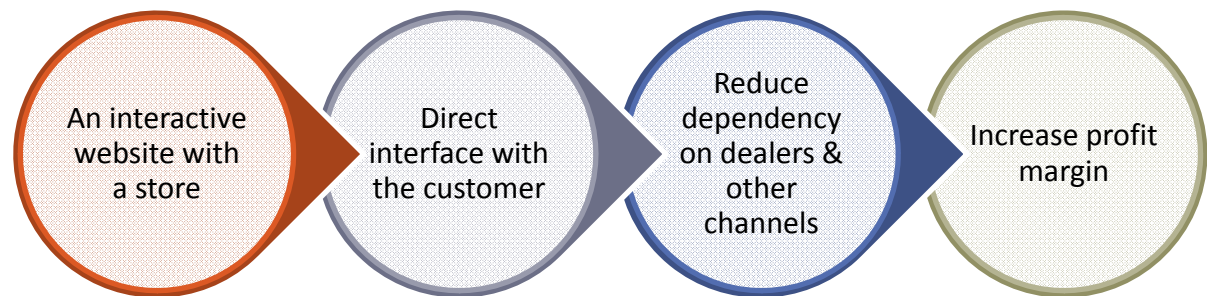 An interactive
website with
a store
Direct
interface with
the customer
Reduce
dependency
on dealers &
other
channels
Increase profit
margin